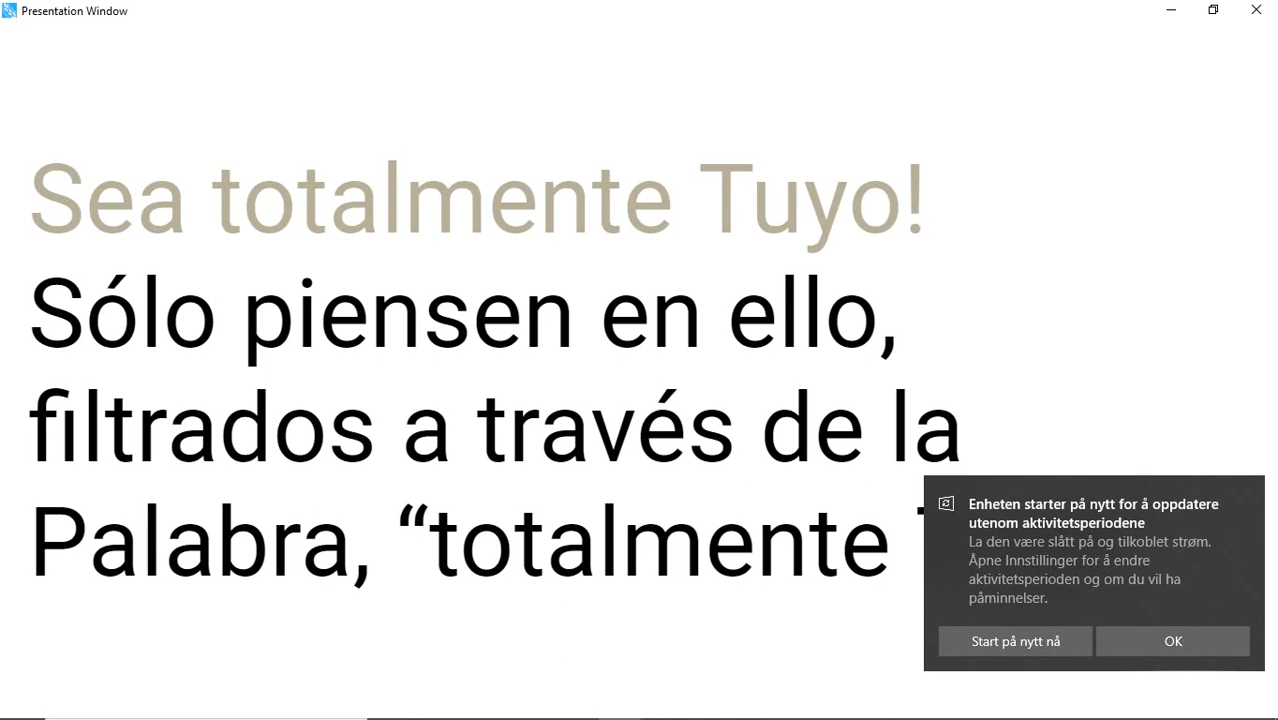 Presentation Window
Sea totalmente Tuyo!
Sólo piensen en ello,
filtrados a través de la
Palabra, “totalmente
Enheten starter på nytt for å oppdatere
utenom aktivitetsperiodene
La den være slått på og tilkoblet strøm.
Åpne Innstillinger for å endre
aktivitetsperioden og om du vil ha
påminnelser.
Start på nytt nå
OK